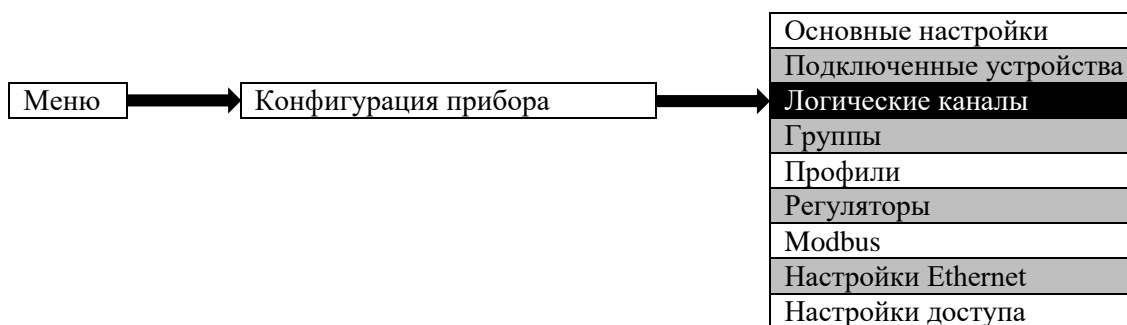 Меню
Конфигурация прибора
Основные настройки
Подключенные устройства
Логические каналы
Группы
Профили
Регуляторы
Modbus
Настройки Ethernet
Настройки доступа